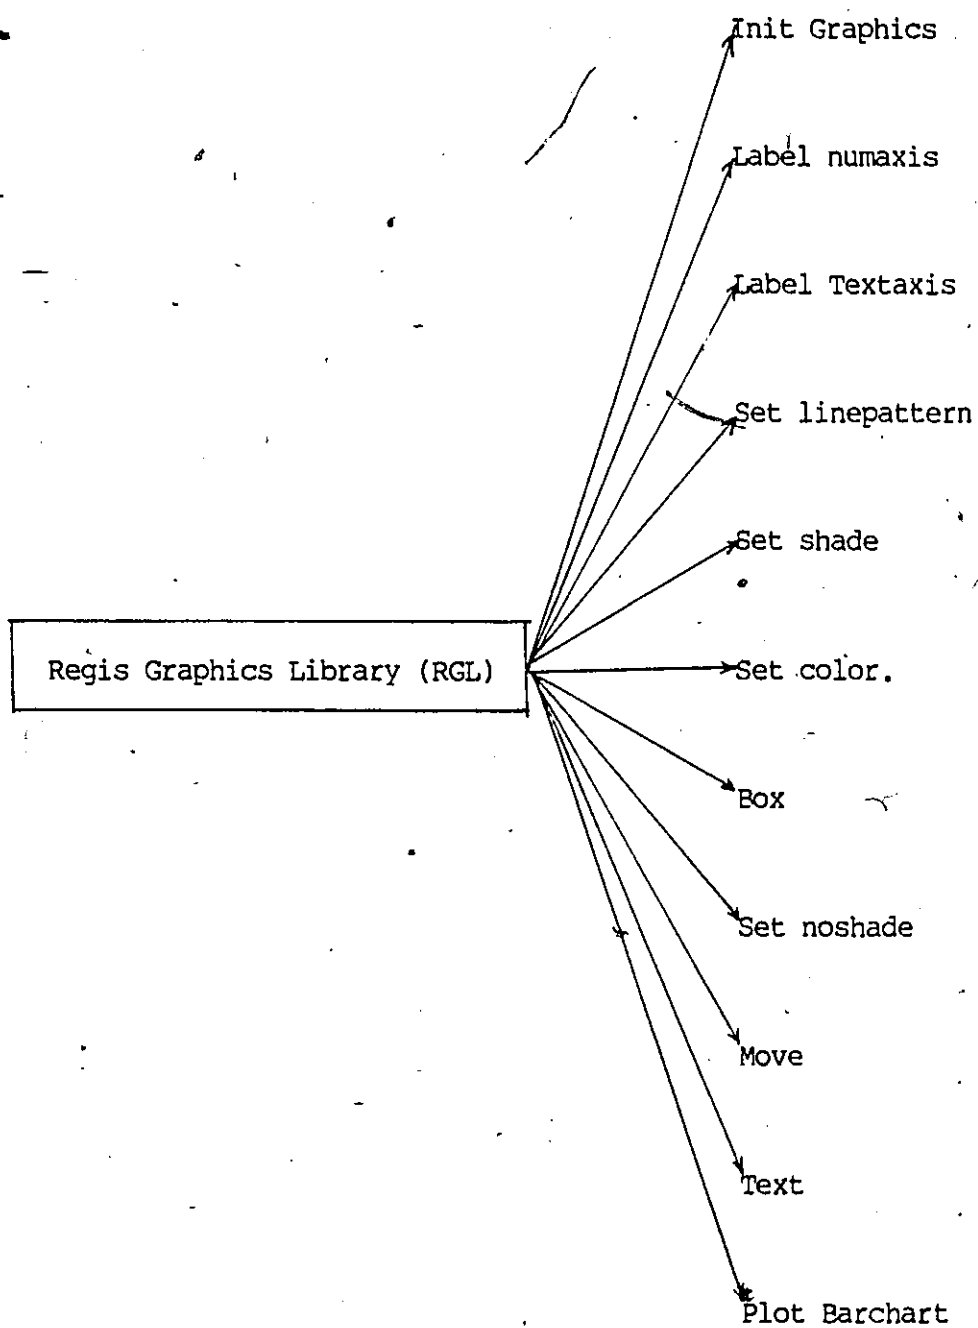 Init Graphics
Label numaxis
Label Textaxis
Set linepattern
Set shade
Regis Graphics Library (RGL)
Set color.
Box
Set noshade
Move
Text
Plot Barchart